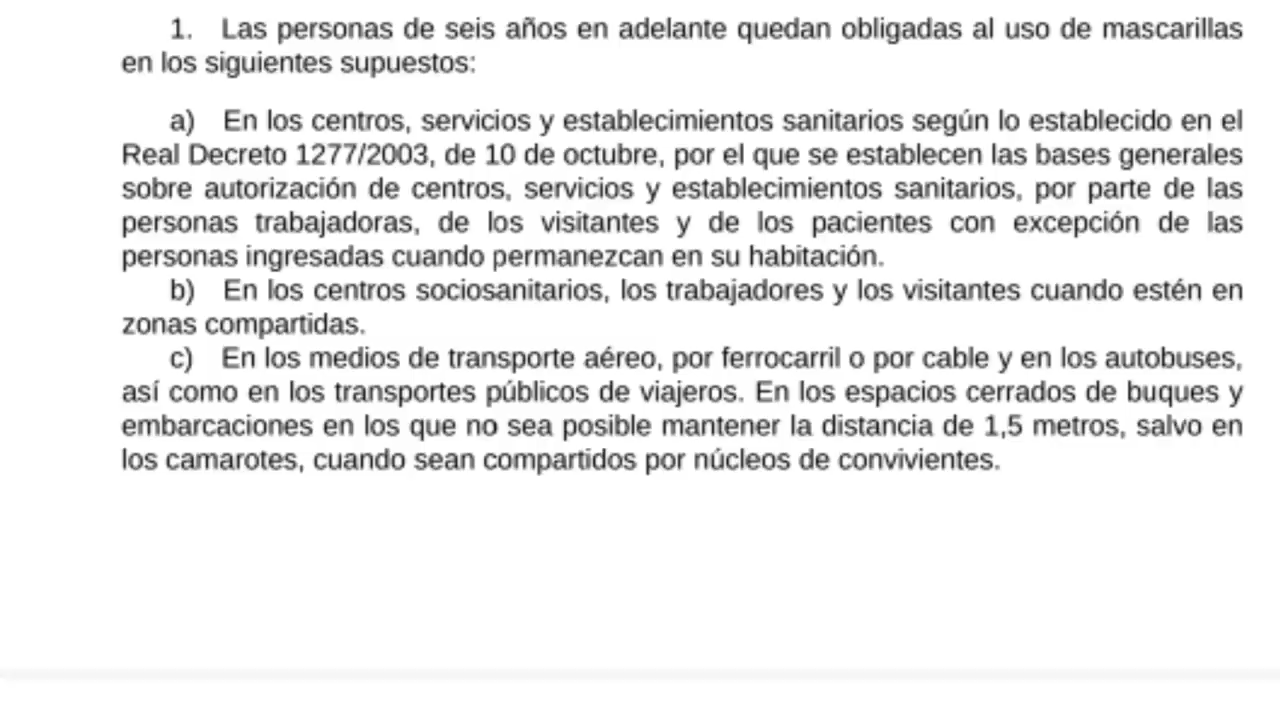 1. Las personas de seis años en adelante quedan obligadas al uso de mascarillas
en los siguientes supuestos:
a) En los centros, servicios y establecimientos sanitarios según lo establecido en el
Real Decreto 1277/2003, de 10 de octubre, por el que se establecen las bases generales
sobre autorización de centros, servicios y establecimientos sanitarios, por parte de las
personas trabajadoras, de los visitantes y de los pacientes con excepción de las
personas ingresadas cuando permanezcan en su habitación.
b) En los centros sociosanitarios, los trabajadores y los visitantes cuando estén en
zonas compartidas.
c) En los medios de transporte aéreo, por ferrocarril o por cable y en los autobuses,
así como en los transportes públicos de viajeros. En los espacios cerrados de buques y
embarcaciones en los que no sea posible mantener la distancia de 1,5 metros, salvo en
los camarotes, cuando sean compartidos por núcleos de convivientes.